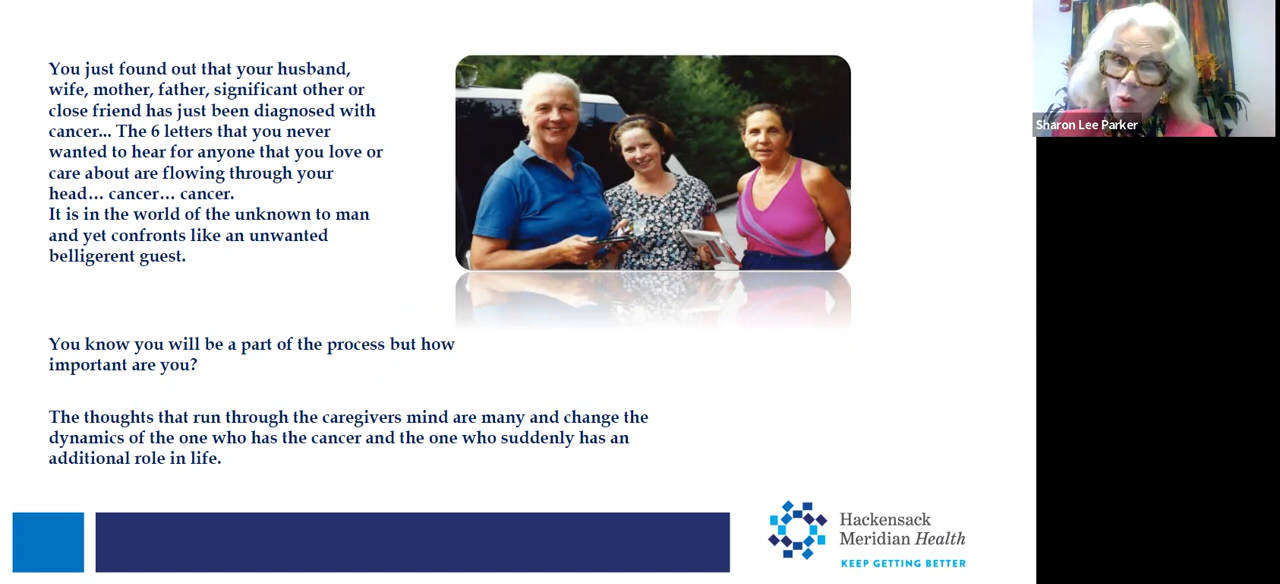 You just found out that your husband,
wife, mother, father, significant other or
close friend has just been diagnosed with
cancer... The 6 letters that you never
wanted to hear for anyone that you love or
care about are flowing through your
head… cancer… cancer.
It is in the world of the unknown to man
and yet confronts like an unwanted
belligerent guest.
You know you will be a part of the process but how
important are you?
The thoughts that run through the caregivers mind are many and change the
dynamics of the one who has the cancer and the one who suddenly has an
additional role in life.
Hackensack
Meridian Health
KEEP GETTING BETTER
Sharon Lee Parker